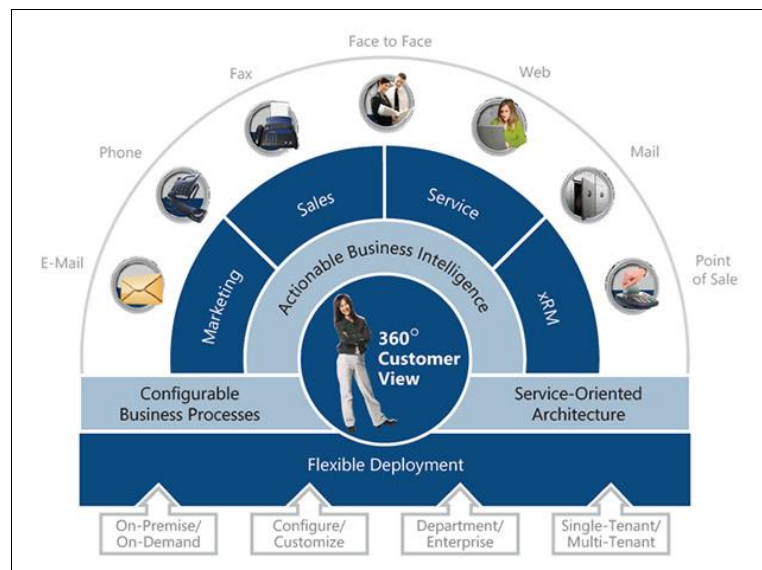 Face to Face
Fax
Web
Phone
Mail
E-Mail
Point
of Sale
Sales
Service
Marketing
xRM
Actionable Business Intelligence
360°
Customer
View
Configurable
Business Processes
Service-Oriented
Architecture
Flexible Deployment
On-Premise/
On-Demand
Configure/
Customize
Department/
Enterprise
Single-Tenant/
Multi-Tenant